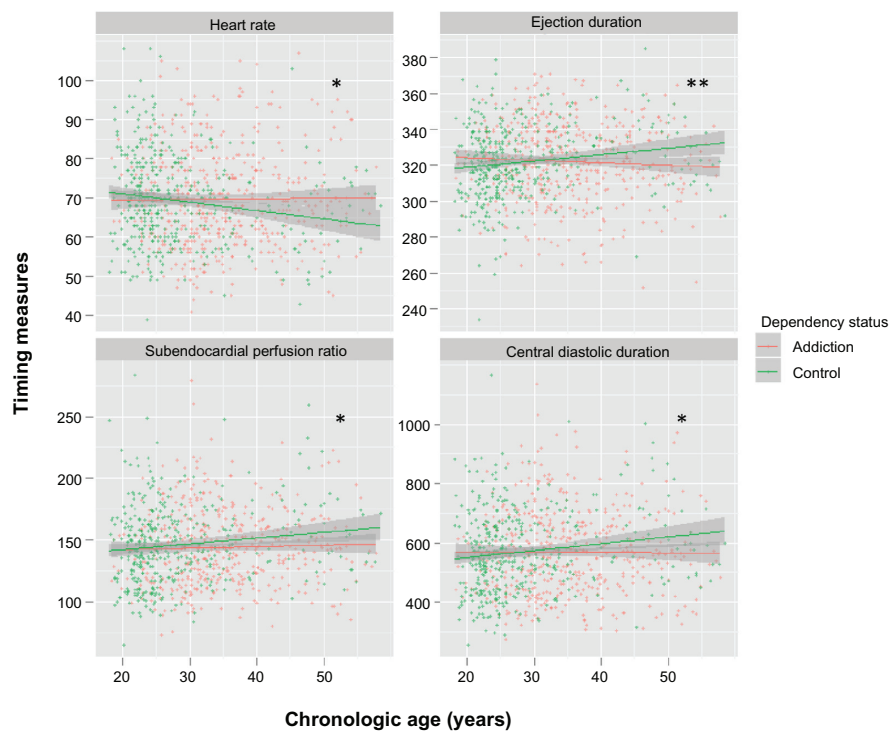 Heart rate
Ejection duration
100
90
80
70
60
50
40
*
380
360
340
320
300
280
260
240
**
Timing measures
Subendocardial perfusion ratio
Central diastolic duration
250
200
150
100
*
1000
800
600
400
*
20 30 40 50
20 30 40 50
Chronologic age (years)
Dependency status
Addiction
Control